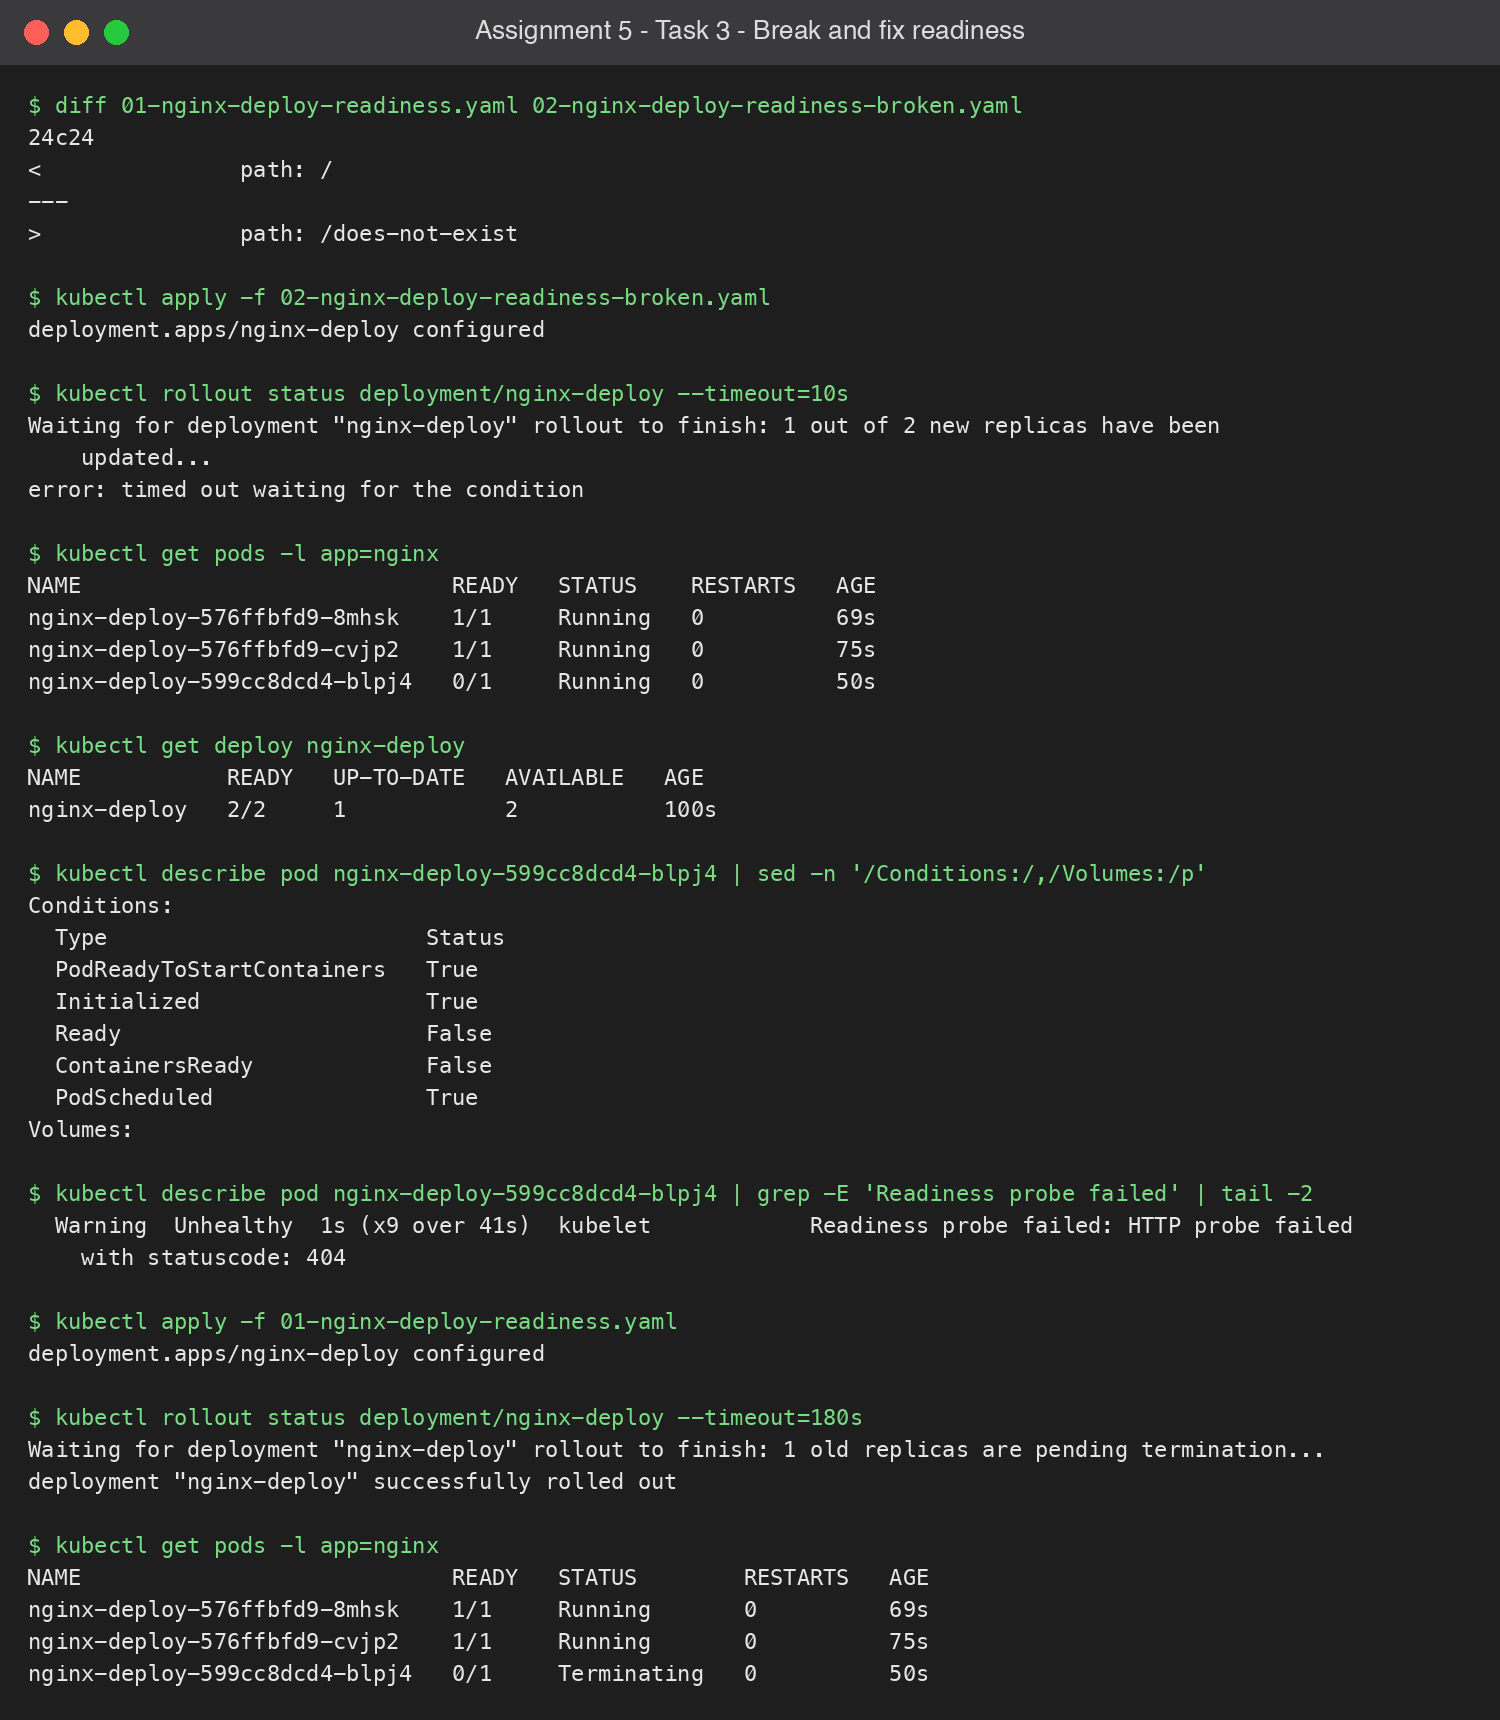 Assignment 5 - Task 3 - Break and fix readiness
$ diff 01-nginx-deploy-readiness.yaml 02-nginx-deploy-readiness-broken.yaml
24c24
<               path: /
---
>               path: /does-not-exist
$ kubectl apply -f 02-nginx-deploy-readiness-broken.yaml
deployment.apps/nginx-deploy configured
$ kubectl rollout status deployment/nginx-deploy --timeout=10s
Waiting for deployment "nginx-deploy" rollout to finish: 1 out of 2 new replicas have been
    updated...
error: timed out waiting for the condition
$ kubectl get pods -l app=nginx
NAME                            READY   STATUS    RESTARTS   AGE
nginx-deploy-576ffbfd9-8mhsk    1/1     Running   0          69s
nginx-deploy-576ffbfd9-cvjp2    1/1     Running   0          75s
nginx-deploy-599cc8dcd4-blpj4   0/1     Running   0          50s
$ kubectl get deploy nginx-deploy
NAME           READY   UP-TO-DATE   AVAILABLE   AGE
nginx-deploy   2/2     1            2           100s
$ kubectl describe pod nginx-deploy-599cc8dcd4-blpj4 | sed -n '/Conditions:/,/Volumes:/p'
Conditions:
  Type                        Status
  PodReadyToStartContainers   True
  Initialized                 True
  Ready                       False
  ContainersReady             False
  PodScheduled                True
Volumes:
$ kubectl describe pod nginx-deploy-599cc8dcd4-blpj4 | grep -E 'Readiness probe failed' | tail -2
  Warning  Unhealthy  1s (x9 over 41s)  kubelet            Readiness probe failed: HTTP probe failed
    with statuscode: 404
$ kubectl apply -f 01-nginx-deploy-readiness.yaml
deployment.apps/nginx-deploy configured
$ kubectl rollout status deployment/nginx-deploy --timeout=180s
Waiting for deployment "nginx-deploy" rollout to finish: 1 old replicas are pending termination...
deployment "nginx-deploy" successfully rolled out
$ kubectl get pods -l app=nginx
NAME                            READY   STATUS        RESTARTS   AGE
nginx-deploy-576ffbfd9-8mhsk    1/1     Running       0          69s
nginx-deploy-576ffbfd9-cvjp2    1/1     Running       0          75s
nginx-deploy-599cc8dcd4-blpj4   0/1     Terminating   0          50s